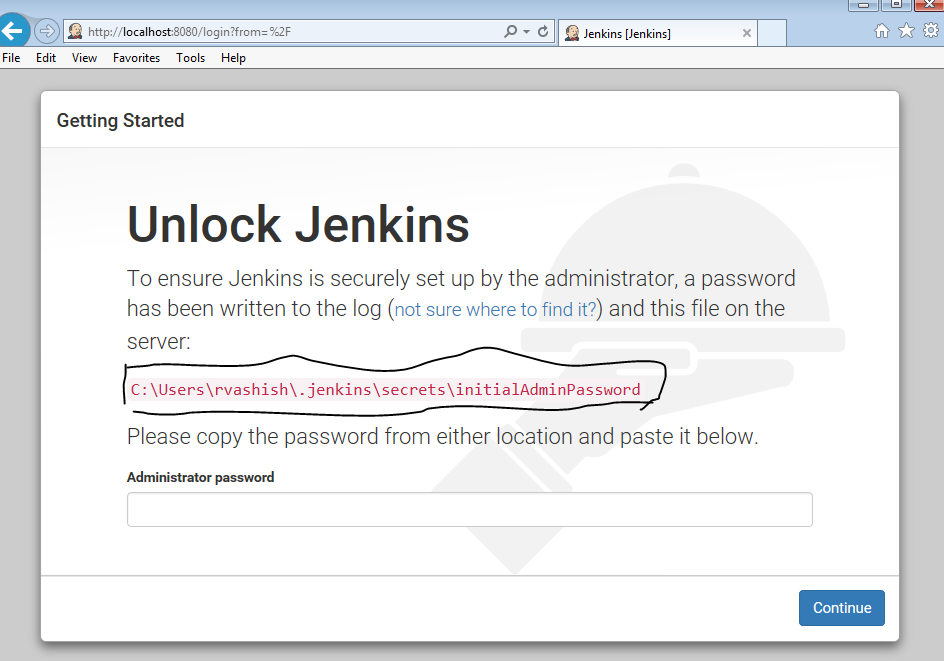 http://localhost:8080/login?from=%2F
Jenkins [Jenkins]
File Edit View Favorites Tools Help
Getting Started
Unlock Jenkins
To ensure Jenkins is securely set up by the administrator, a password
has been written to the log (not sure where to find it?) and this file on the
server:
C:\Users\rvashish\.jenkins\secrets\initialAdminPassword
Please copy the password from either location and paste it below.
Administrator password
Continue